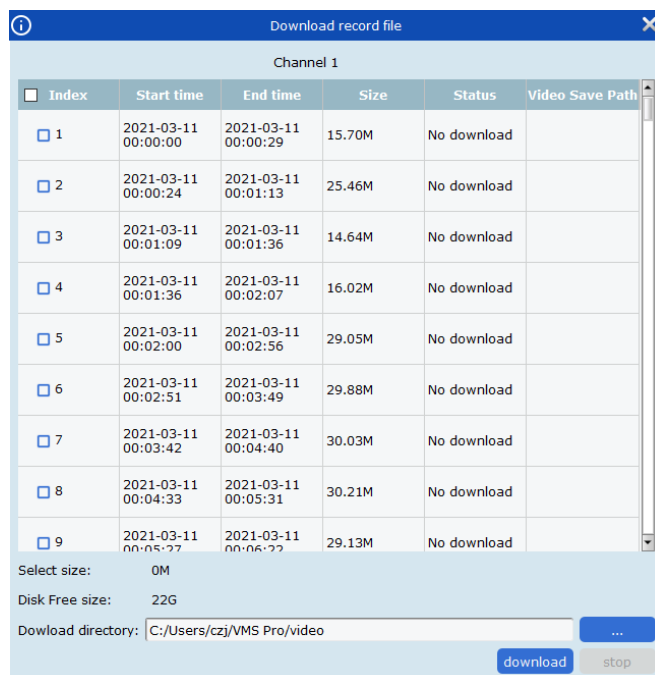 Download record file
Channel 1
Index Start time End time Size Status Video Save Path
1 2021-03-11 00:00:00 2021-03-11 00:00:29 15.70M No download
2 2021-03-11 00:00:24 2021-03-11 00:01:13 25.46M No download
3 2021-03-11 00:01:09 2021-03-11 00:01:36 14.64M No download
4 2021-03-11 00:01:36 2021-03-11 00:02:07 16.02M No download
5 2021-03-11 00:02:00 2021-03-11 00:02:56 29.05M No download
6 2021-03-11 00:02:51 2021-03-11 00:03:49 29.88M No download
7 2021-03-11 00:03:42 2021-03-11 00:04:40 30.03M No download
8 2021-03-11 00:04:33 2021-03-11 00:05:31 30.21M No download
9 2021-03-11 00:05:27 2021-03-11 00:06:22 29.13M No download
Select size: 0M
Disk Free size: 22G
Dowload directory: C:/Users/czj/VMS Pro/video ...
download stop